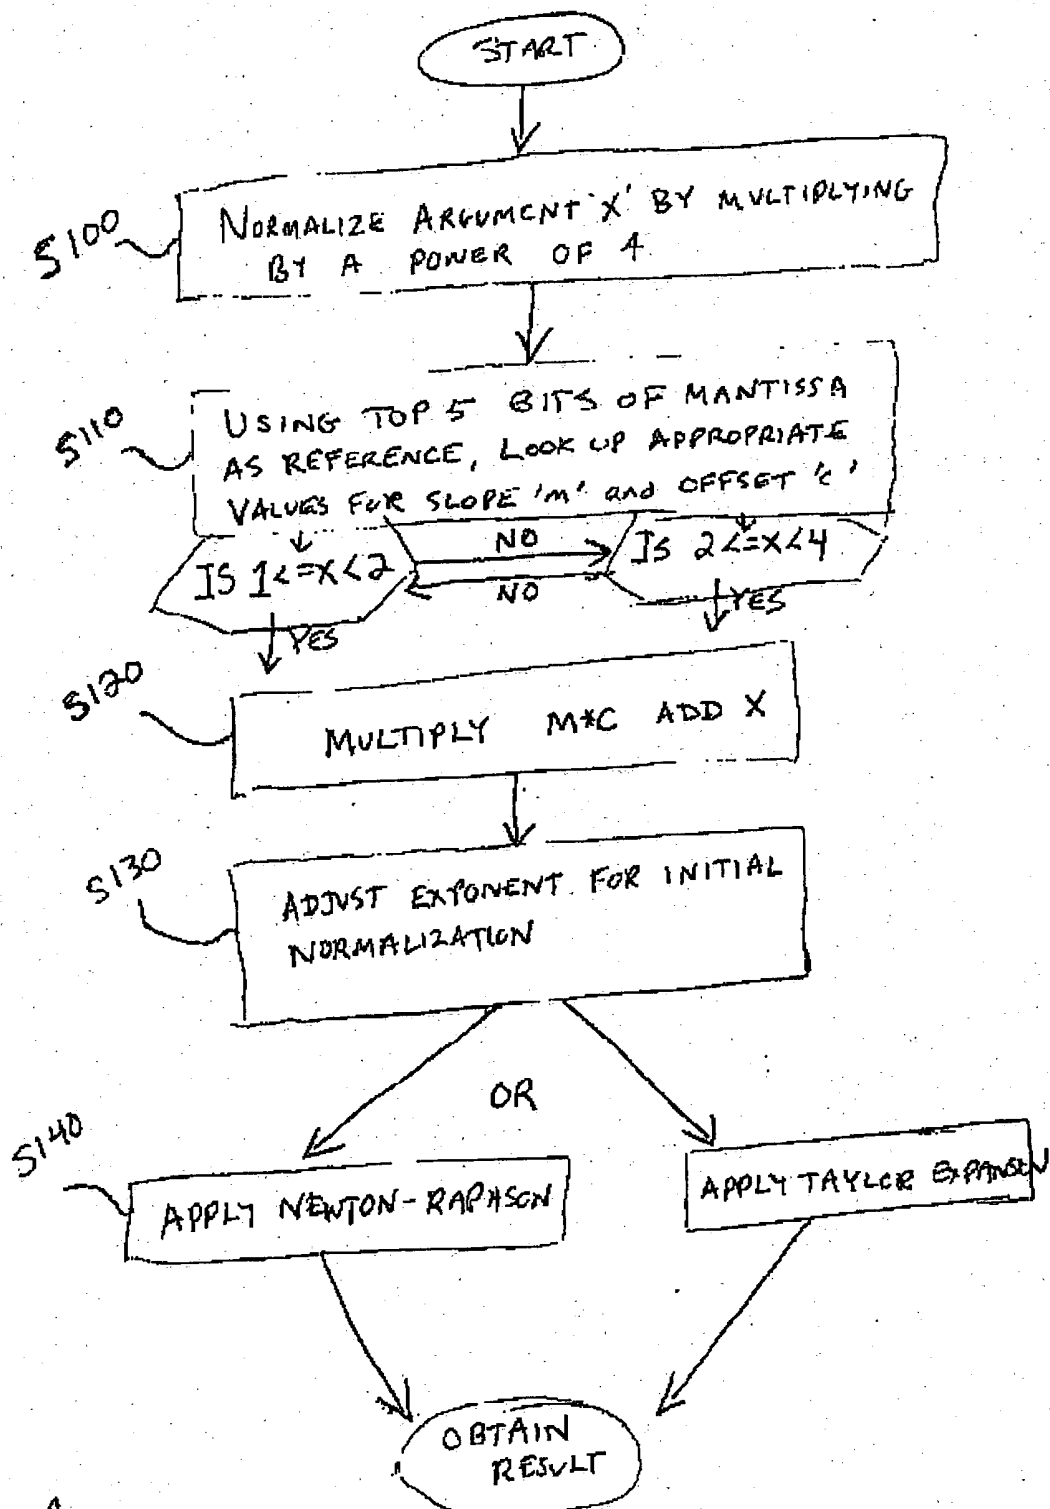 START
S100
NORMALIZE ARGUMENT 'X' BY MULTIPLYING
BY A POWER OF 4
S110
USING TOP 5 BITS OF MANTISSA
AS REFERENCE, LOOK UP APPROPRIATE
VALUES FOR SLOPE 'm' and OFFSET 'c'
IS 1<=X<2
NO
NO
IS 2<=X<4
YES
YES
S120
MULTIPLY M*C ADD X
S130
ADJUST EXPONENT FOR INITIAL
NORMALIZATION
OR
S140
APPLY NEWTON-RAPHSON
APPLY TAYLOR EXPANSION
OBTAIN
RESULT